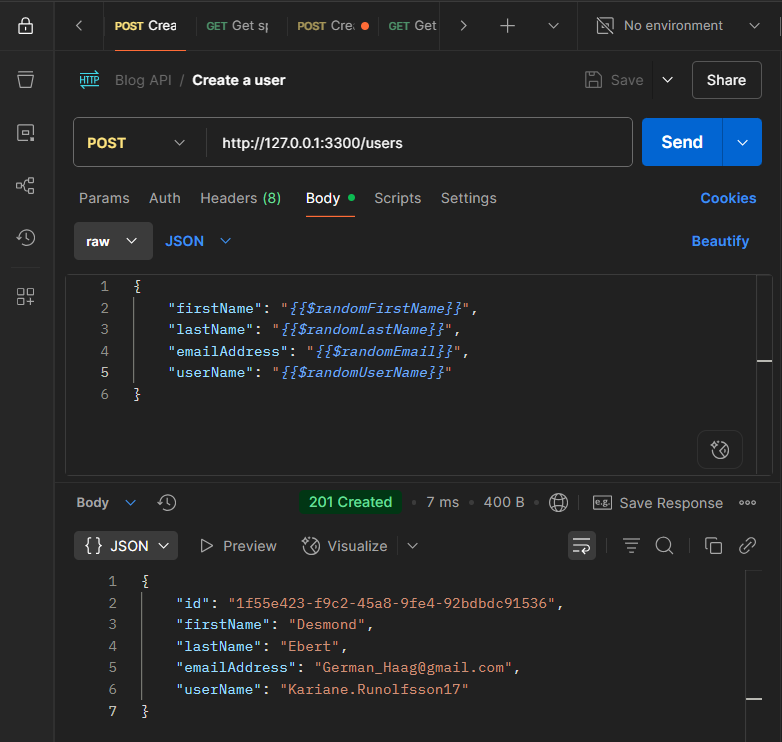 POST Crea GET Get sp POST Cre: GET Get No environment
HTTP Blog API / Create a user Save Share
POST http://127.0.0.1:3300/users Send
Params Auth Headers (8) Body Scripts Settings Cookies
raw JSON Beautify
1 {
2 "firstName": "{{$randomFirstName}}",
3 "lastName": "{{$randomLastName}}",
4 "emailAddress": "{{$randomEmail}}",
5 "userName": "{{$randomUserName}}"
6 }
Body 201 Created • 7 ms • 400 B • e.g. Save Response
{} JSON Preview Visualize
1 {
2 "id": "1f55e423-f9c2-45a8-9fe4-92bdbdc91536",
3 "firstName": "Desmond",
4 "lastName": "Ebert",
5 "emailAddress": "German_Haag@gmail.com",
6 "userName": "Kariane.Runolfsson17"
7 }